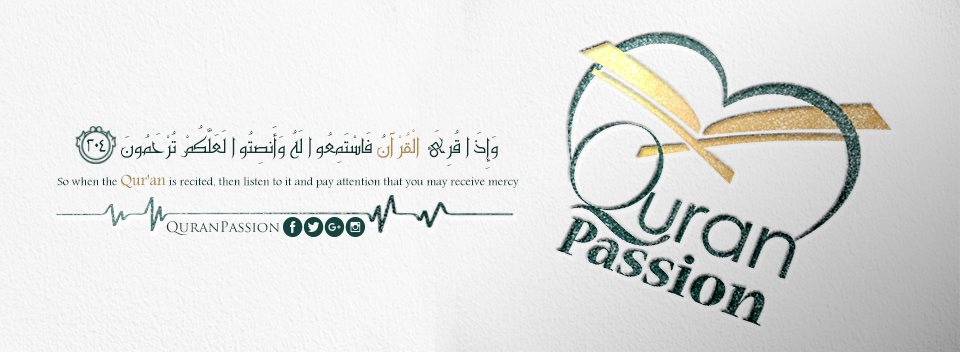 وَإِذَا قُرِئَ الْقُرْآنُ فَاسْتَمِعُوا لَهُ وَأَنصِتُوا لَعَلَّكُمْ تُرْحَمُونَ ٢٠٤
So when the Qur'an is recited, then listen to it and pay attention that you may receive mercy
QURANPASSION
Quran
Passion